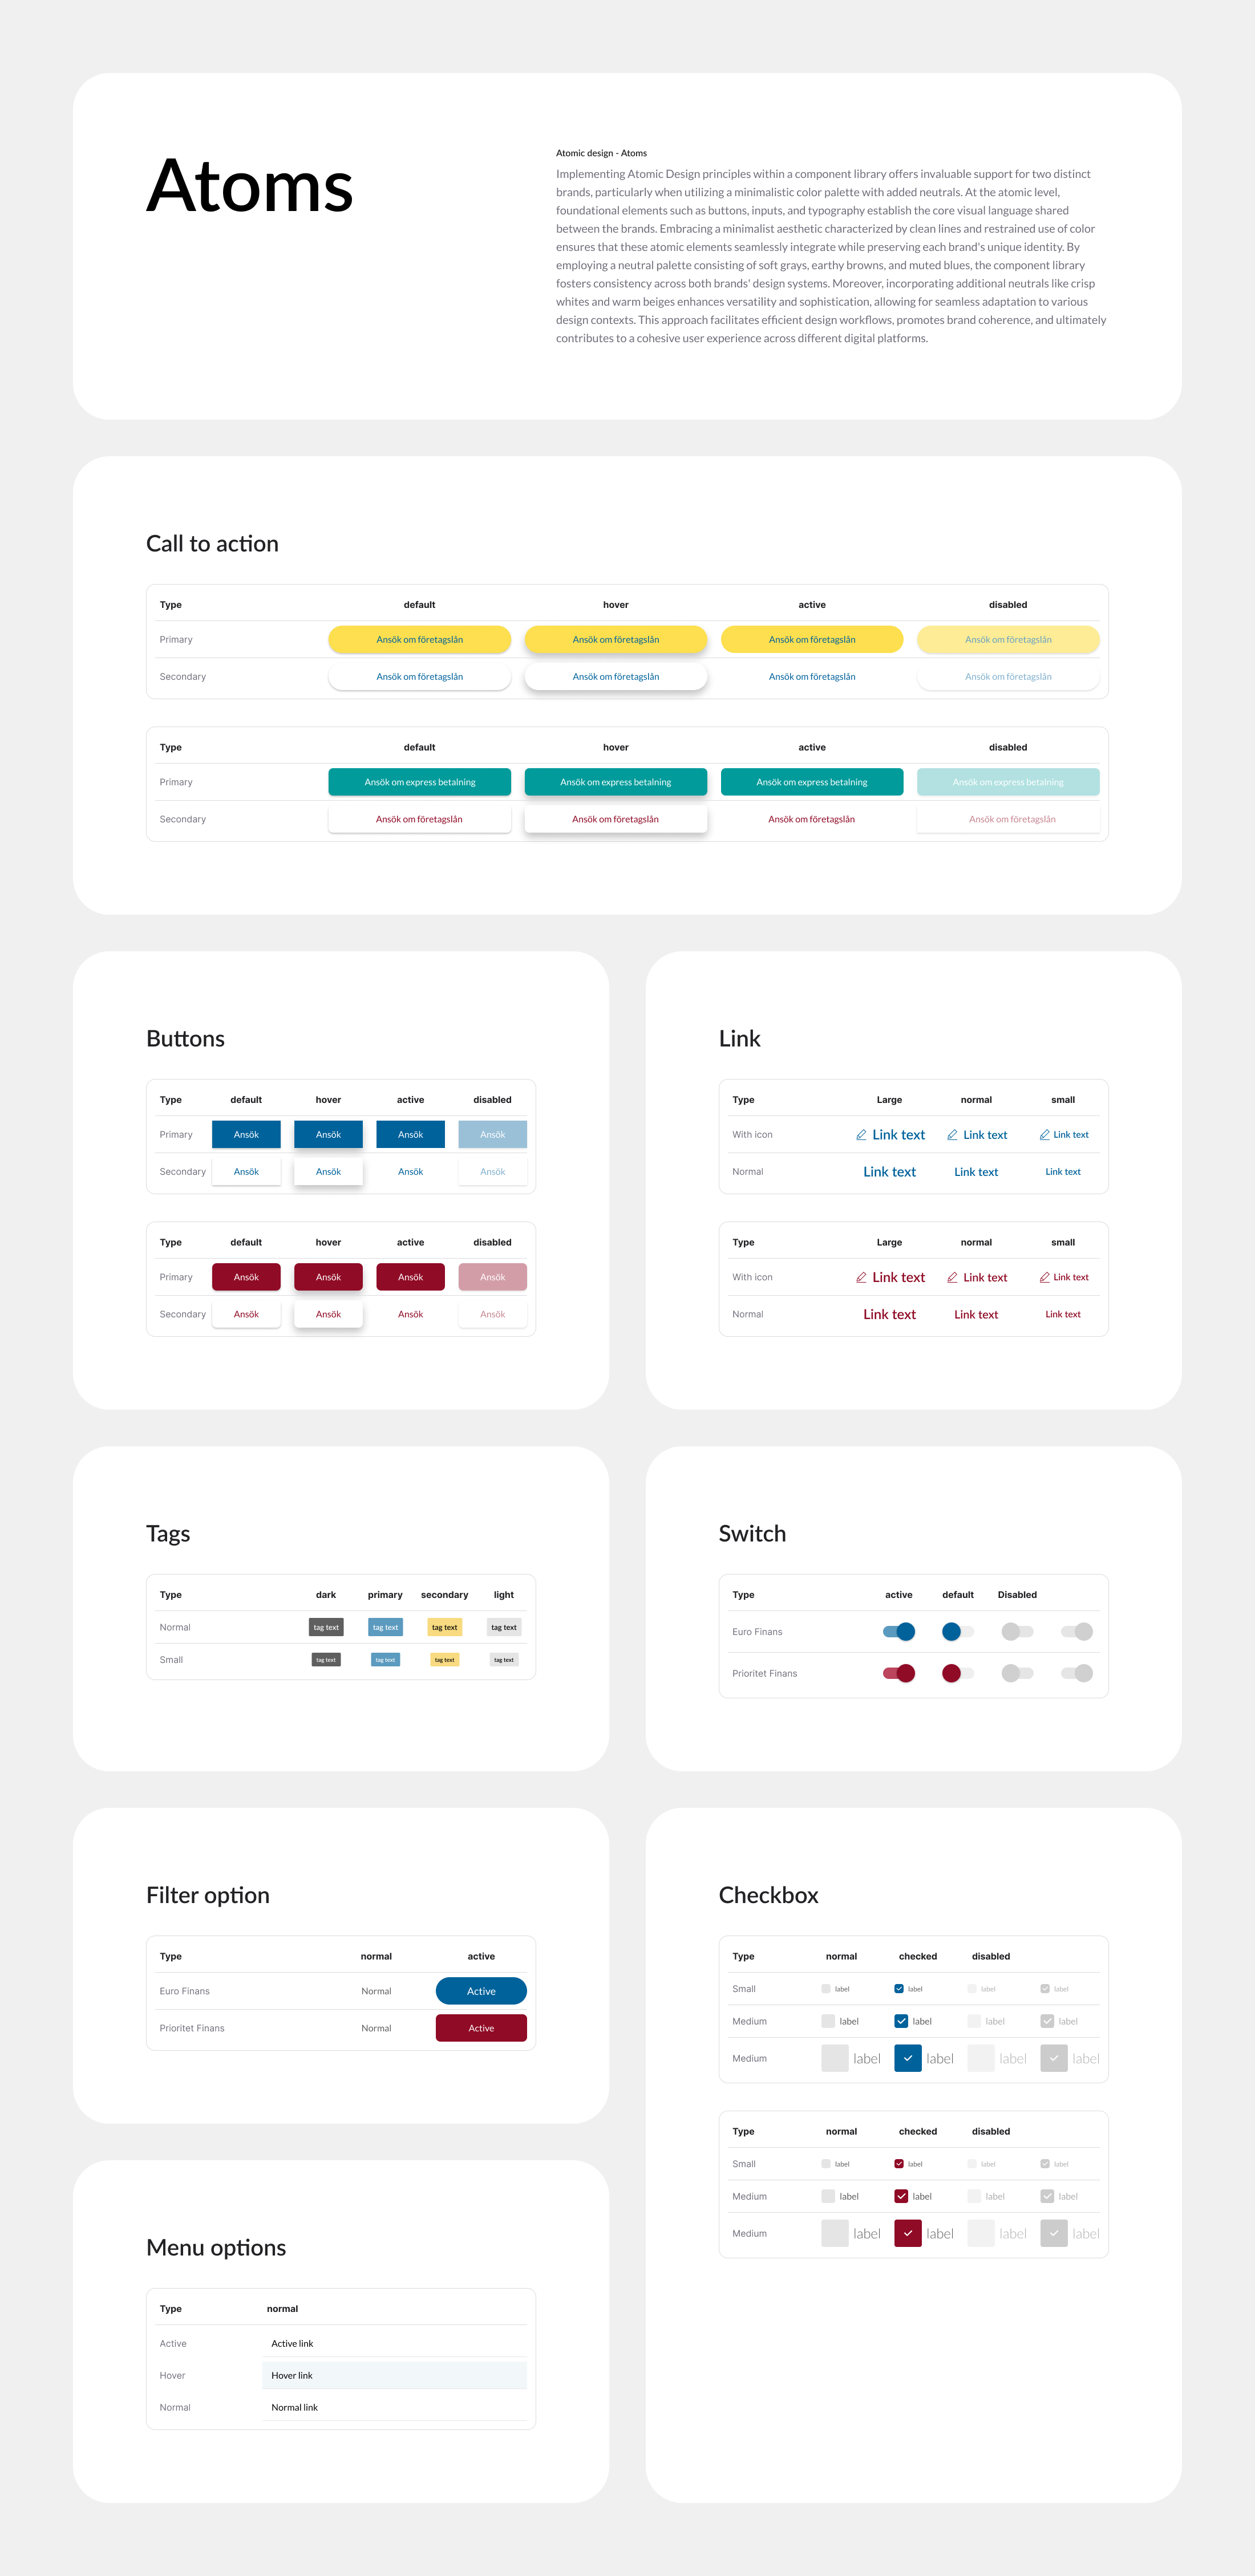 Atoms
Atomic design - Atoms
Implementing Atomic Design principles within a component library offers invaluable support for two distinct
brands, particularly when utilizing a minimalistic color palette with added neutrals. At the atomic level,
foundational elements such as buttons, inputs, and typography establish the core visual language shared
between the brands. Embracing a minimalist aesthetic characterized by clean lines and restrained use of color
ensures that these atomic elements seamlessly integrate while preserving each brand's unique identity. By
employing a neutral palette consisting of soft grays, earthy browns, and muted blues, the component library
fosters consistency across both brands' design systems. Moreover, incorporating additional neutrals like crisp
whites and warm beiges enhances versatility and sophistication, allowing for seamless adaptation to various
design contexts. This approach facilitates efficient design workflows, promotes brand coherence, and ultimately
contributes to a cohesive user experience across different digital platforms.
Call to action
Type default hover active disabled
Primary Ansök om företagslån Ansök om företagslån Ansök om företagslån Ansök om företagslån
Secondary Ansök om företagslån Ansök om företagslån Ansök om företagslån Ansök om företagslån
Type default hover active disabled
Primary Ansök om express betalning Ansök om express betalning Ansök om express betalning Ansök om express betalning
Secondary Ansök om företagslån Ansök om företagslån Ansök om företagslån Ansök om företagslån
Buttons
Type default hover active disabled
Primary Ansök Ansök Ansök Ansök
Secondary Ansök Ansök Ansök Ansök
Type default hover active disabled
Primary Ansök Ansök Ansök Ansök
Secondary Ansök Ansök Ansök Ansök
Link
Type Large normal small
With icon Link text Link text Link text
Normal Link text Link text Link text
Type Large normal small
With icon Link text Link text Link text
Normal Link text Link text Link text
Tags
Type dark primary secondary light
Normal tag text tag text tag text tag text
Small tag text tag text tag text tag text
Switch
Type active default Disabled
Euro Finans
Prioritet Finans
Filter option
Type normal active
Euro Finans Normal Active
Prioritet Finans Normal Active
Checkbox
Type normal checked disabled
Small label label label label
Medium label label label label
Medium label label label label
Type normal checked disabled
Small label label label label
Medium label label label label
Medium label label label label
Menu options
Type normal
Active Active link
Hover Hover link
Normal Normal link